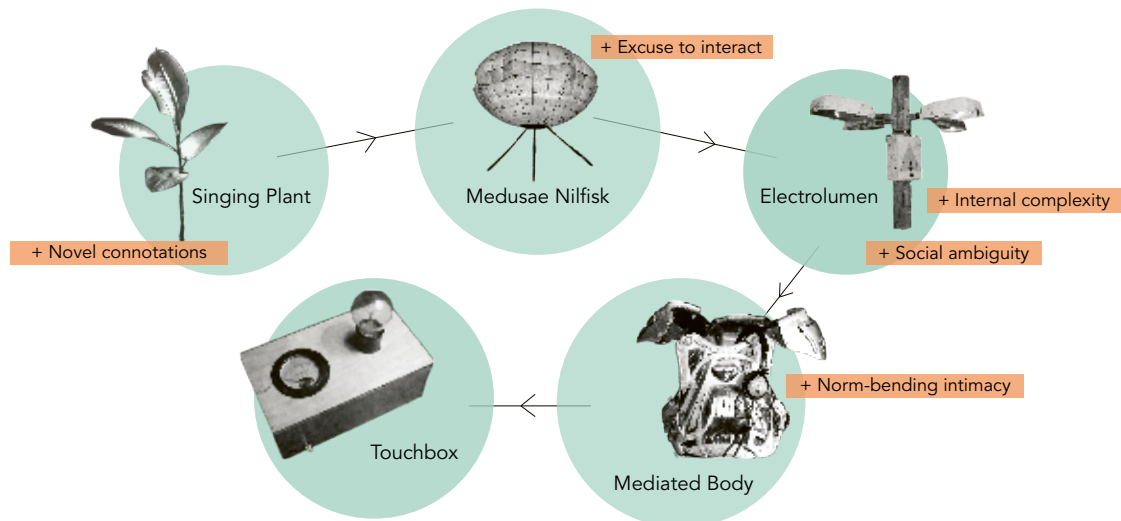 + Excuse to interact
Singing Plant
Medusae Nilfisk
Electrolumen
+ Internal complexity
+ Novel connotations
+ Social ambiguity
+ Norm-bending intimacy
Touchbox
Mediated Body